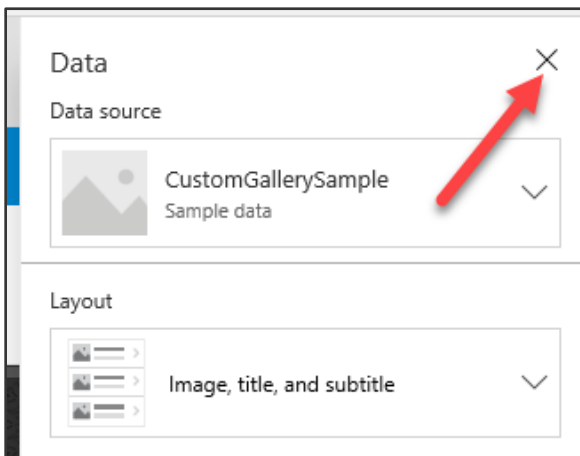 Data
Data source
CustomGallerySample
Sample data
Layout
Image, title, and subtitle